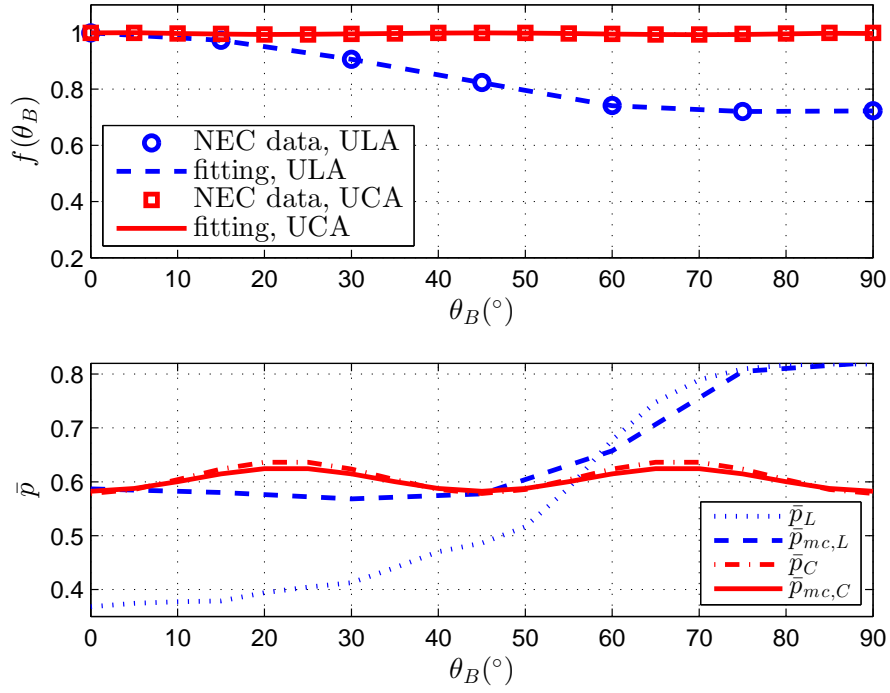 1
0.8
0.6
0.4
0.2
f(θ_B)
NEC data, ULA
fitting, ULA
NEC data, UCA
fitting, UCA
0 10 20 30 40 50 60 70 80 90
θ_B(°)
0.8
0.7
0.6
0.5
0.4
p̄
p̄_L
p̄_{mc,L}
p̄_C
p̄_{mc,C}
0 10 20 30 40 50 60 70 80 90
θ_B(°)